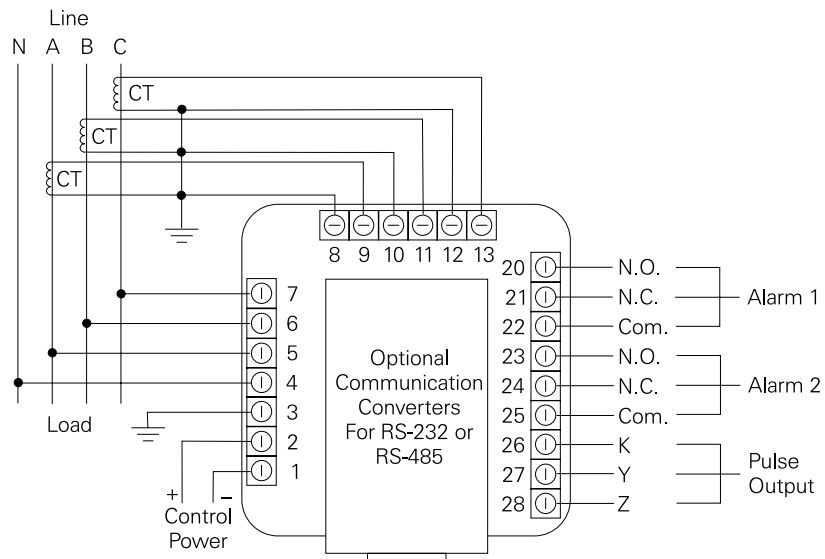 Line
N A B C
CT
CT
CT
8 9 10 11 12 13
7
6
5
4
3
2
1
Load
+ −
Control
Power
Optional
Communication
Converters
For RS-232 or
RS-485
20 N.O.
21 N.C.
22 Com.
Alarm 1
23 N.O.
24 N.C.
25 Com.
Alarm 2
26 K
27 Y
28 Z
Pulse
Output